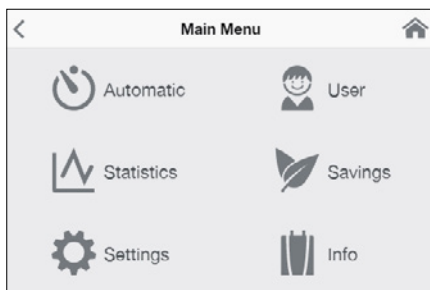 Main Menu
Automatic
User
Statistics
Savings
Settings
Info